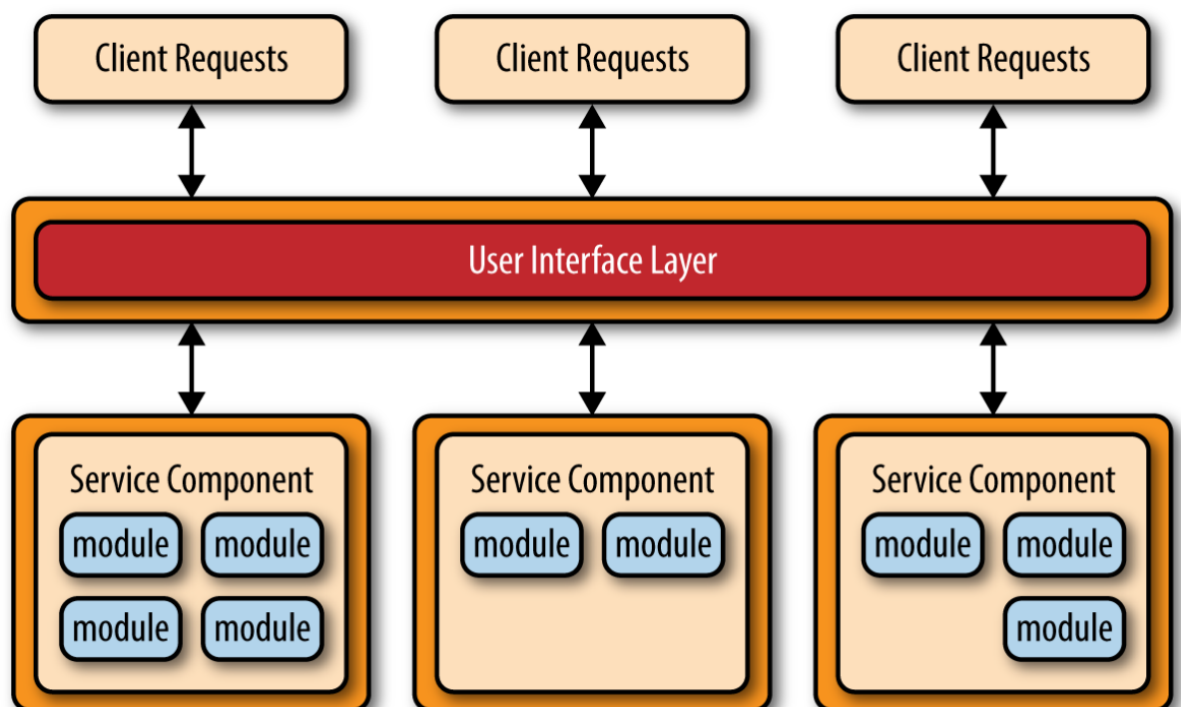 Client Requests
Client Requests
Client Requests
User Interface Layer
Service Component
module module
module module
Service Component
module module
Service Component
module module
module